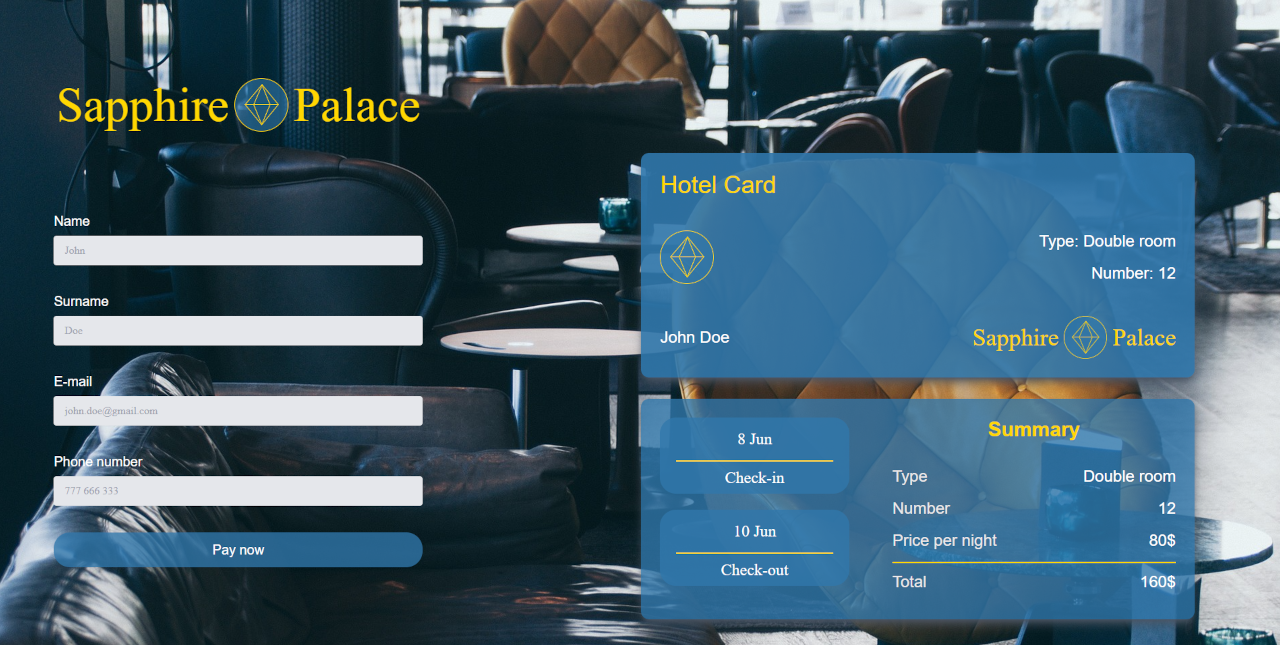 Sapphire Palace
Name
John
Surname
Doe
E-mail
john.doe@gmail.com
Phone number
777 666 333
Pay now
Hotel Card
Type: Double room
Number: 12
John Doe
Sapphire Palace
8 Jun
Check-in
10 Jun
Check-out
Summary
Type Double room
Number 12
Price per night 80$
Total 160$